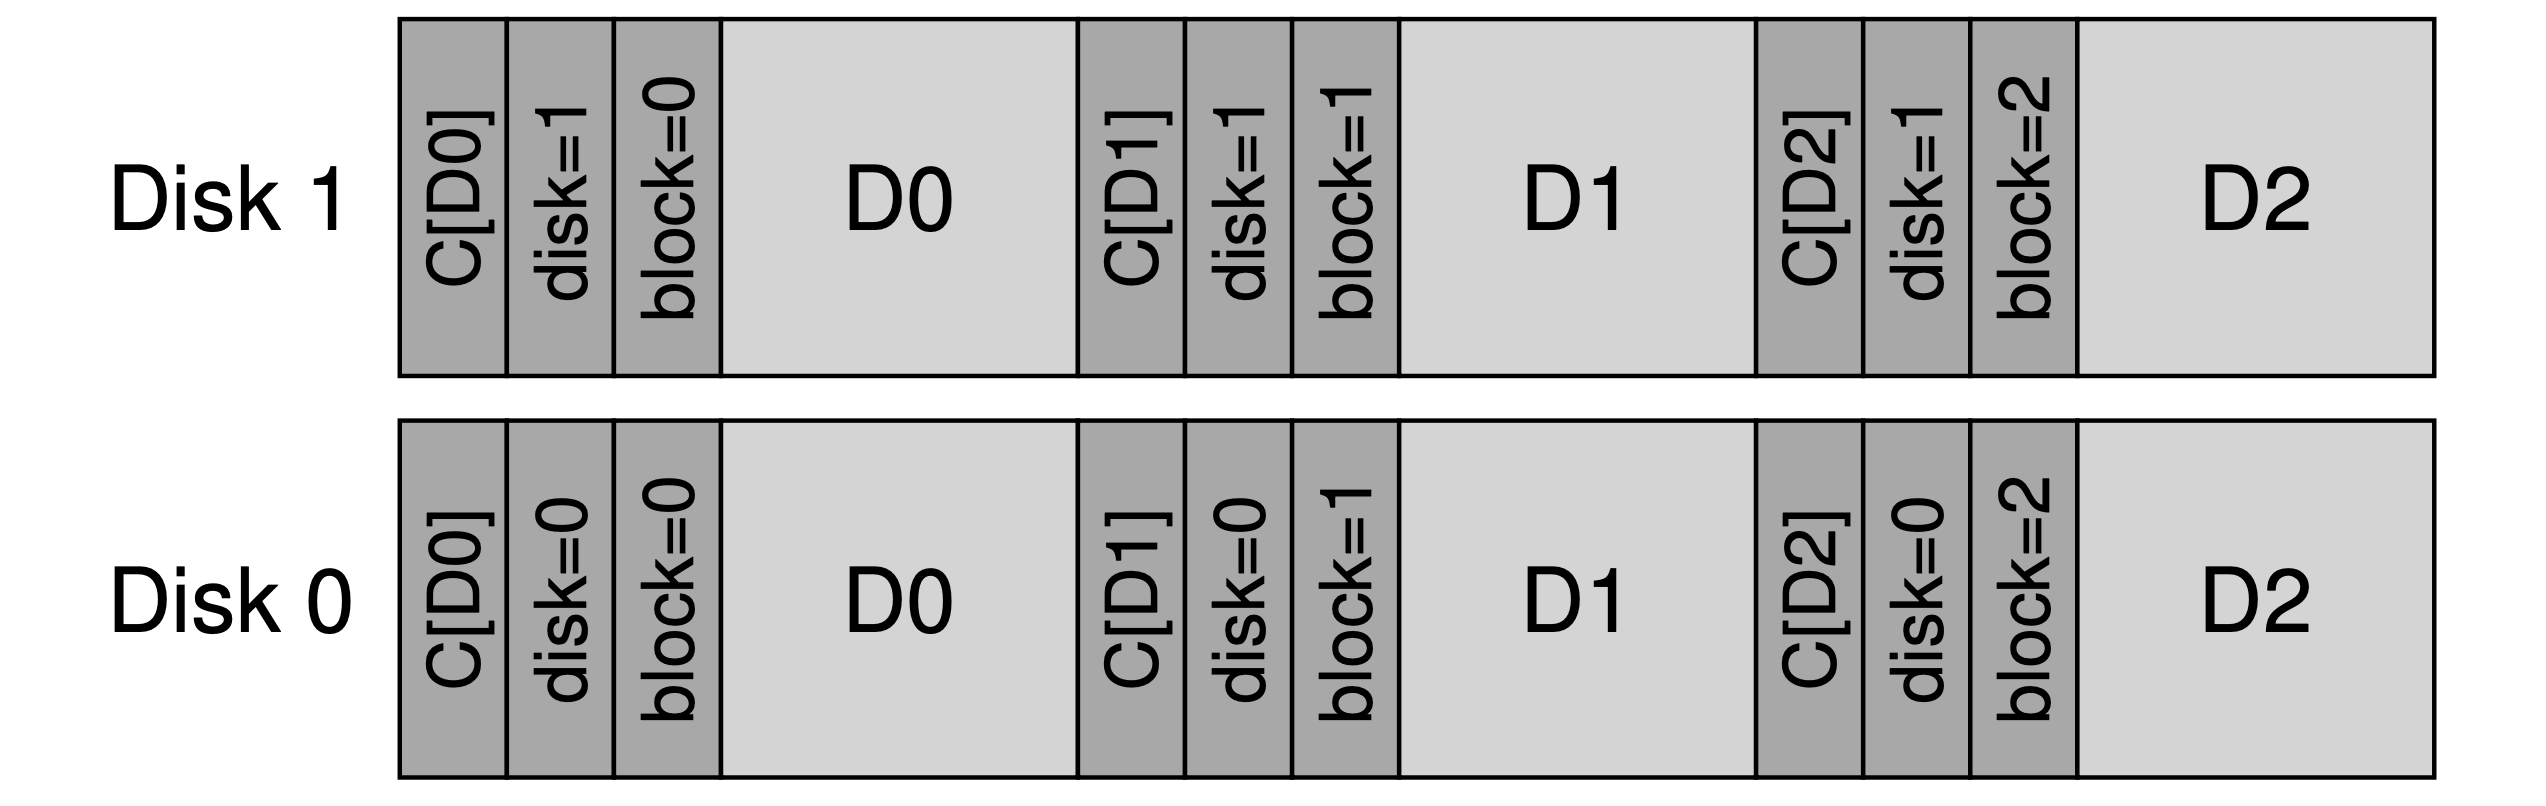 Disk 1 C[D0] disk=1 block=0 D0 C[D1] disk=1 block=1 D1 C[D2] disk=1 block=2 D2
Disk 0 C[D0] disk=0 block=0 D0 C[D1] disk=0 block=1 D1 C[D2] disk=0 block=2 D2